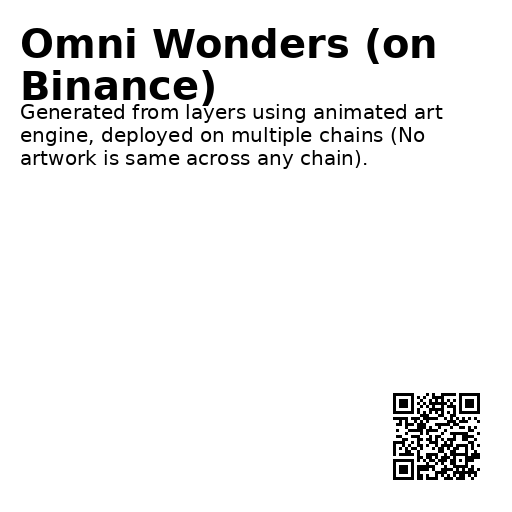 Omni Wonders (on
Binance)
Generated from layers using animated art
engine, deployed on multiple chains (No
artwork is same across any chain).